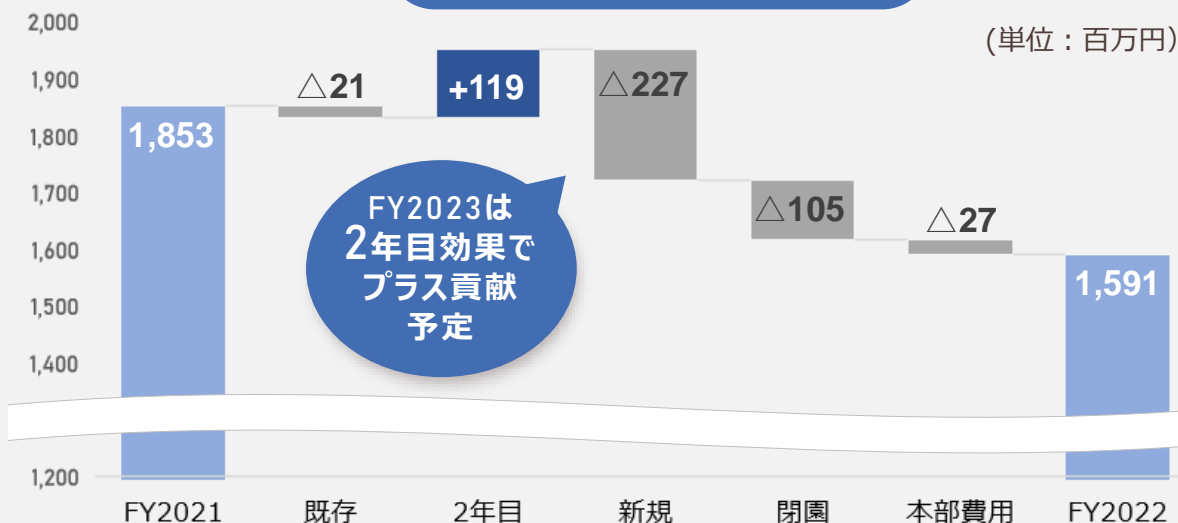 (単位：百万円)
2,000
1,900
1,800
1,700
1,600
1,500
1,400
1,200
1,853
△21
+119
△227
△105
△27
1,591
FY2023は
2年目効果で
プラス貢献
予定
FY2021 既存 2年目 新規 閉園 本部費用 FY2022